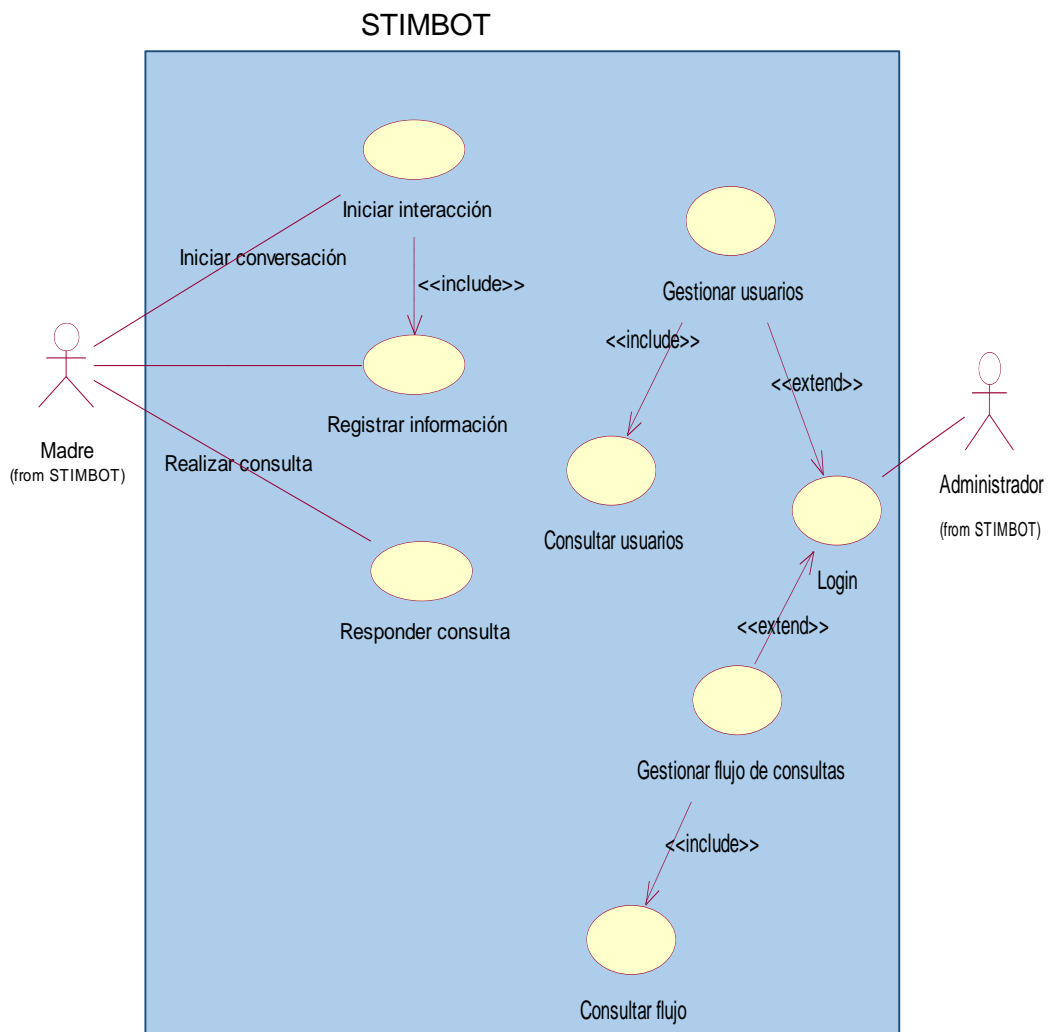 STIMBOT
Iniciar interacción
Iniciar conversación
<<include>>
Gestionar usuarios
<<include>>
<<extend>>
Registrar información
Madre
(from STIMBOT)
Realizar consulta
Administrador
(from STIMBOT)
Consultar usuarios
Login
Responder consulta
<<extend>>
Gestionar flujo de consultas
<<include>>
Consultar flujo